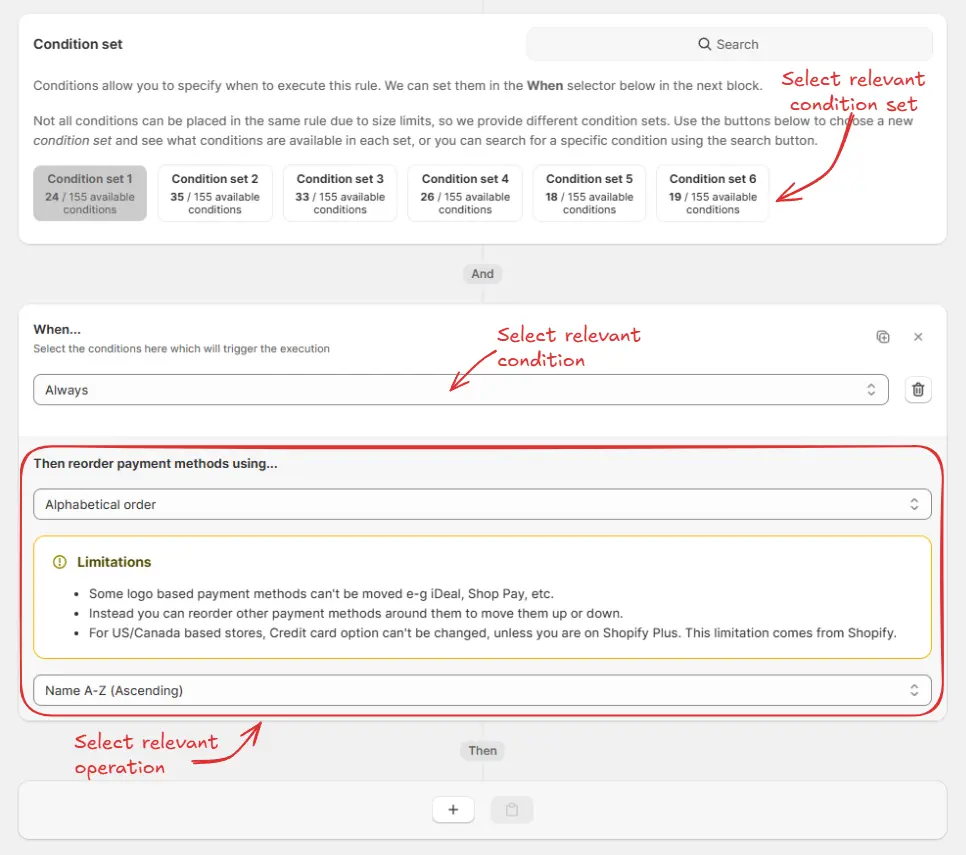 Condition set
Search
Conditions allow you to specify when to execute this rule. We can set them in the When selector below in the next block.
Select relevant
condition set
Not all conditions can be placed in the same rule due to size limits, so we provide different condition sets. Use the buttons below to choose a new
condition set and see what conditions are available in each set, or you can search for a specific condition using the search button.
Condition set 1
24 / 155 available
conditions
Condition set 2
35 / 155 available
conditions
Condition set 3
33 / 155 available
conditions
Condition set 4
26 / 155 available
conditions
Condition set 5
18 / 155 available
conditions
Condition set 6
19 / 155 available
conditions
And
When...
Select the conditions here which will trigger the execution
Select relevant
condition
Always
Then reorder payment methods using...
Alphabetical order
Limitations
• Some logo based payment methods can't be moved e-g iDeal, Shop Pay, etc.
• Instead you can reorder other payment methods around them to move them up or down.
• For US/Canada based stores, Credit card option can't be changed, unless you are on Shopify Plus. This limitation comes from Shopify.
Name A-Z (Ascending)
Select relevant
operation
Then